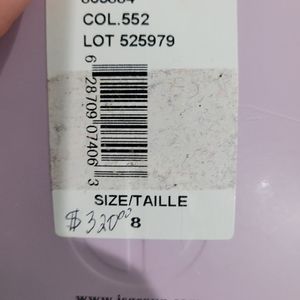 COL.552
LOT 525979
6 28709 07406 3
SIZE/TAILLE
$320.00
8